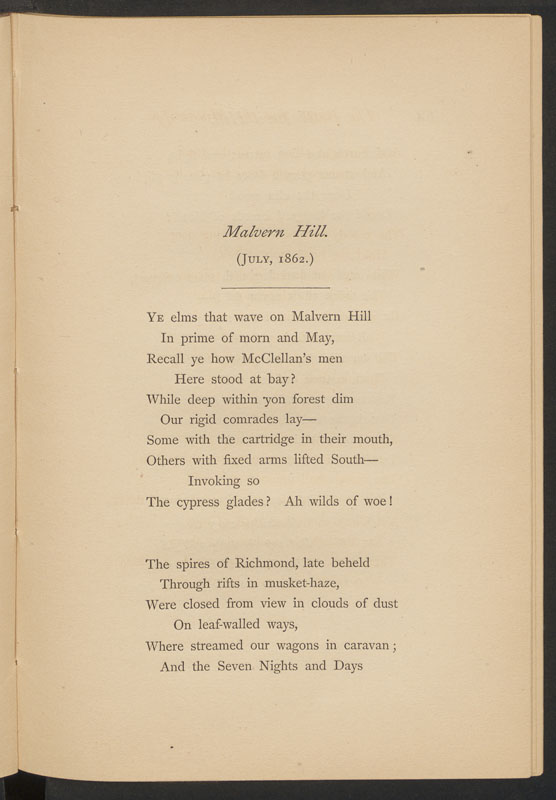 Malvern Hill.
(July, 1862.)
Ye elms that wave on Malvern Hill
In prime of morn and May,
Recall ye how McClellan's men
Here stood at bay?
While deep within yon forest dim
Our rigid comrades lay—
Some with the cartridge in their mouth,
Others with fixed arms lifted South—
Invoking so
The cypress glades? Ah wilds of woe!
The spires of Richmond, late beheld
Through rifts in musket-haze,
Were closed from view in clouds of dust
On leaf-walled ways,
Where streamed our wagons in caravan;
And the Seven Nights and Days